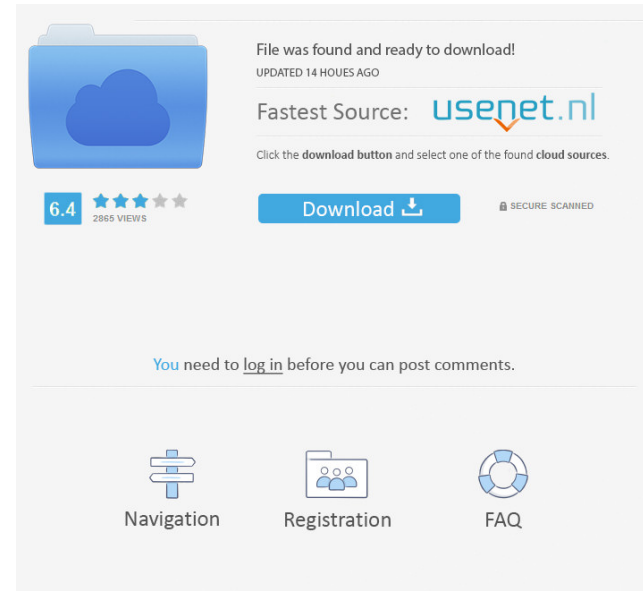 File was found and ready to download!
UPDATED 14 HOUES AGO
Fastest Source: usenet.nl
Click the download button and select one of the found cloud sources.
6.4
2865 VIEWS
Download
SECURE SCANNED
You need to log in before you can post comments.
Navigation
Registration
FAQ